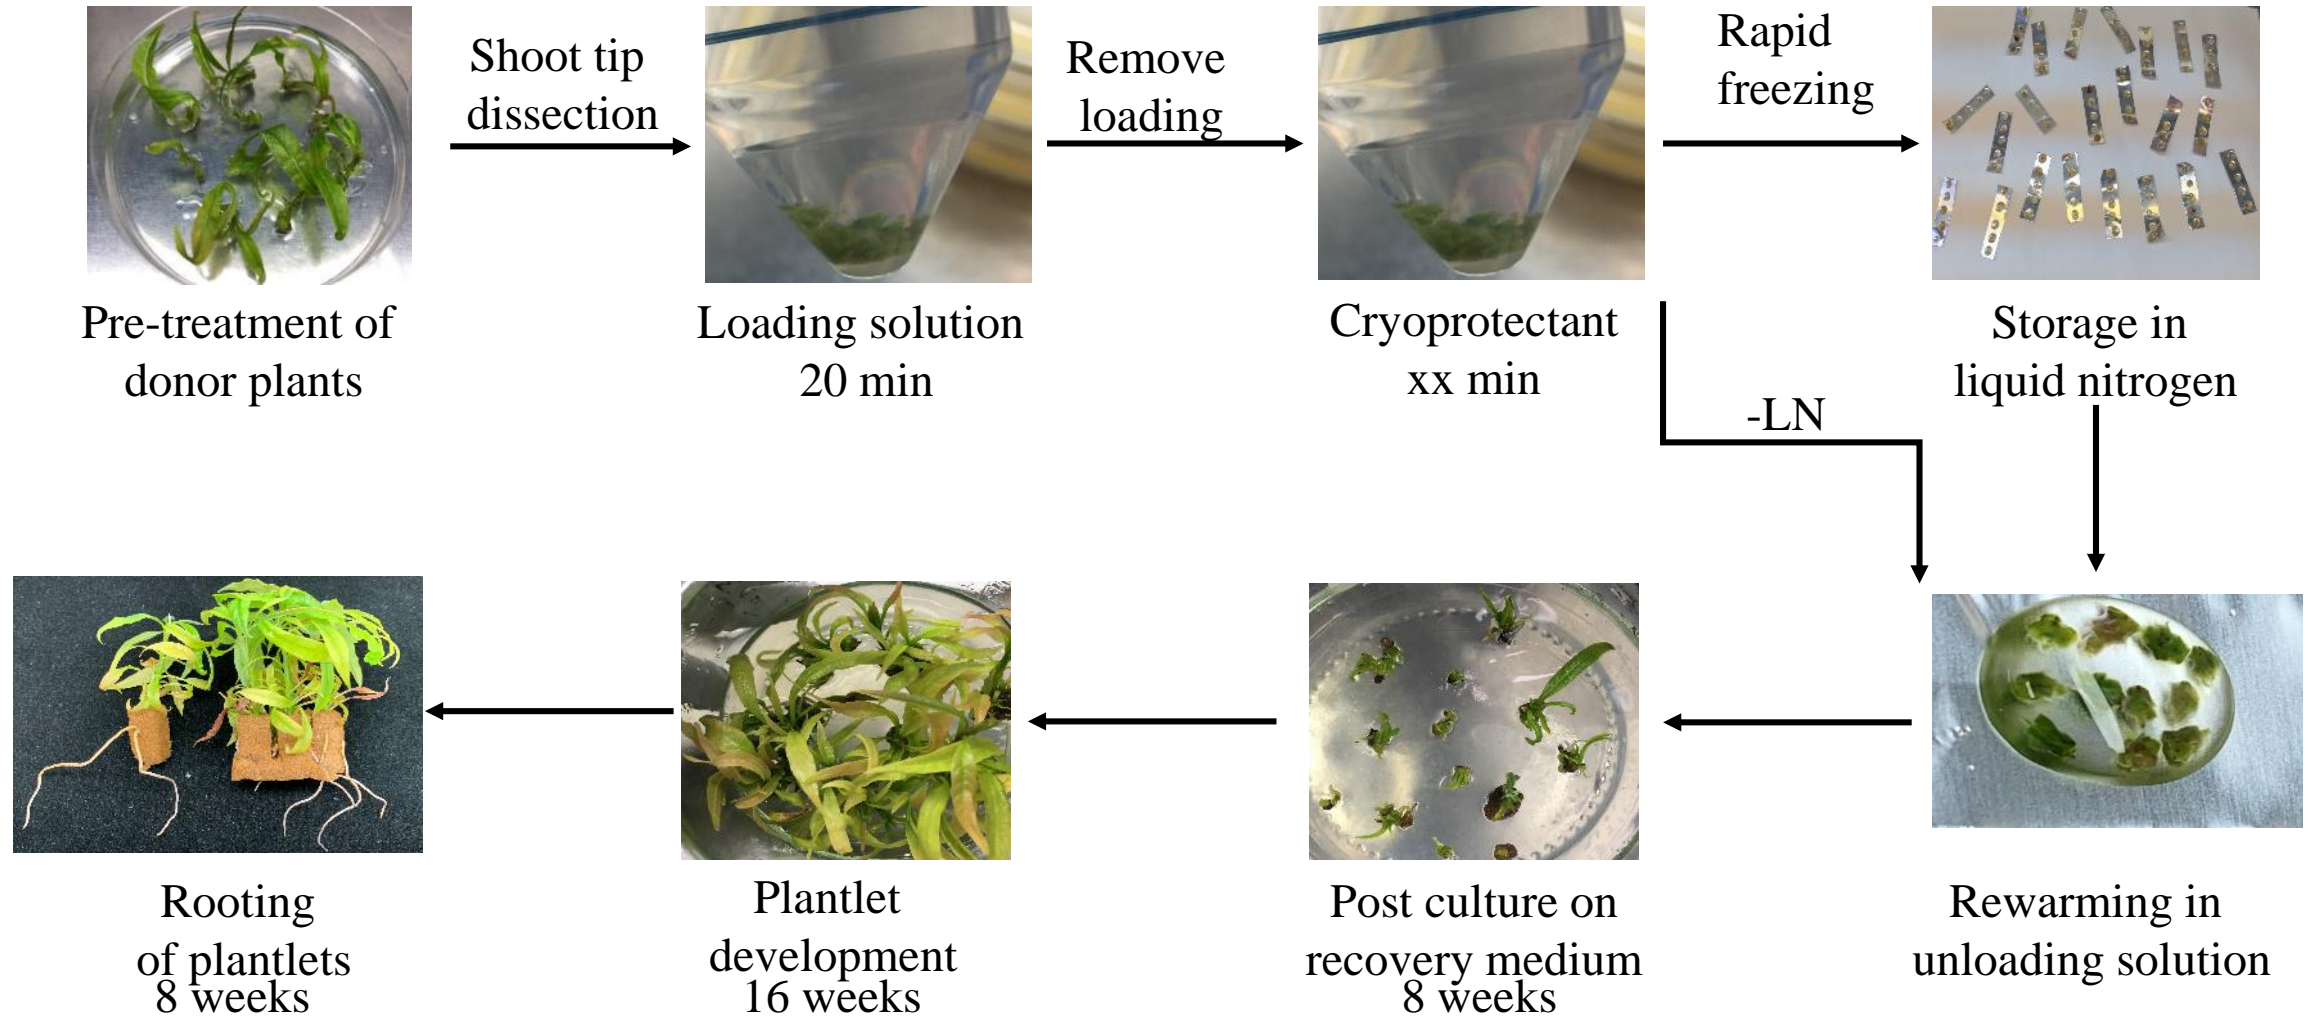 Shoot tip
dissection
Remove
loading
Rapid
freezing
Pre-treatment of
donor plants
Loading solution
20 min
Cryoprotectant
xx min
Storage in
liquid nitrogen
-LN
Rooting
of plantlets
8 weeks
Plantlet
development
16 weeks
Post culture on
recovery medium
8 weeks
Rewarming in
unloading solution